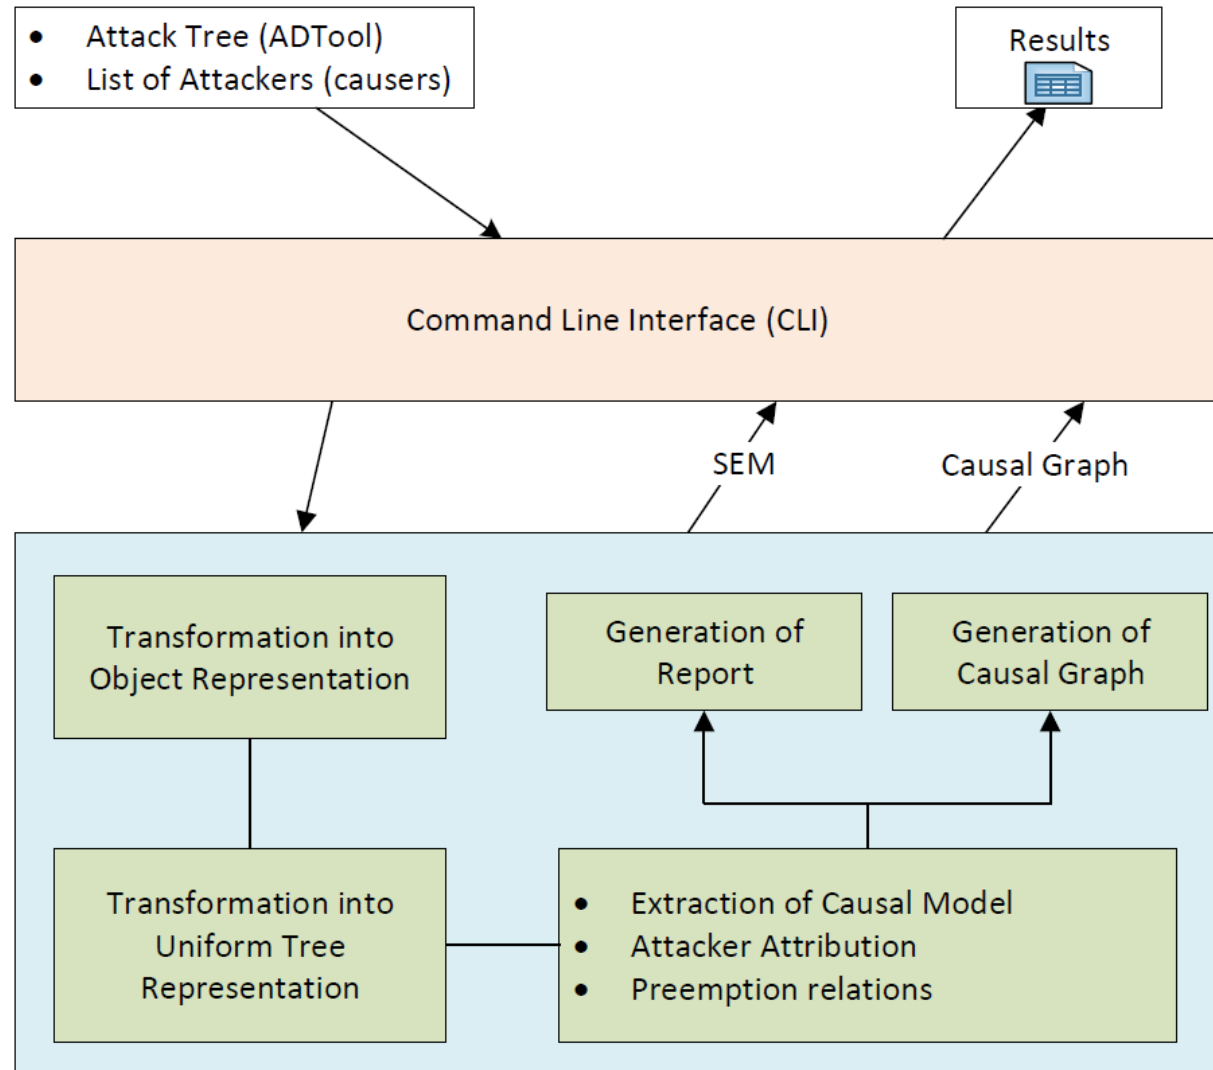 • Attack Tree (ADTool)
• List of Attackers (causers)
Results
Command Line Interface (CLI)
SEM
Causal Graph
Transformation into
Object Representation
Generation of
Report
Generation of
Causal Graph
Transformation into
Uniform Tree
Representation
• Extraction of Causal Model
• Attacker Attribution
• Preemption relations